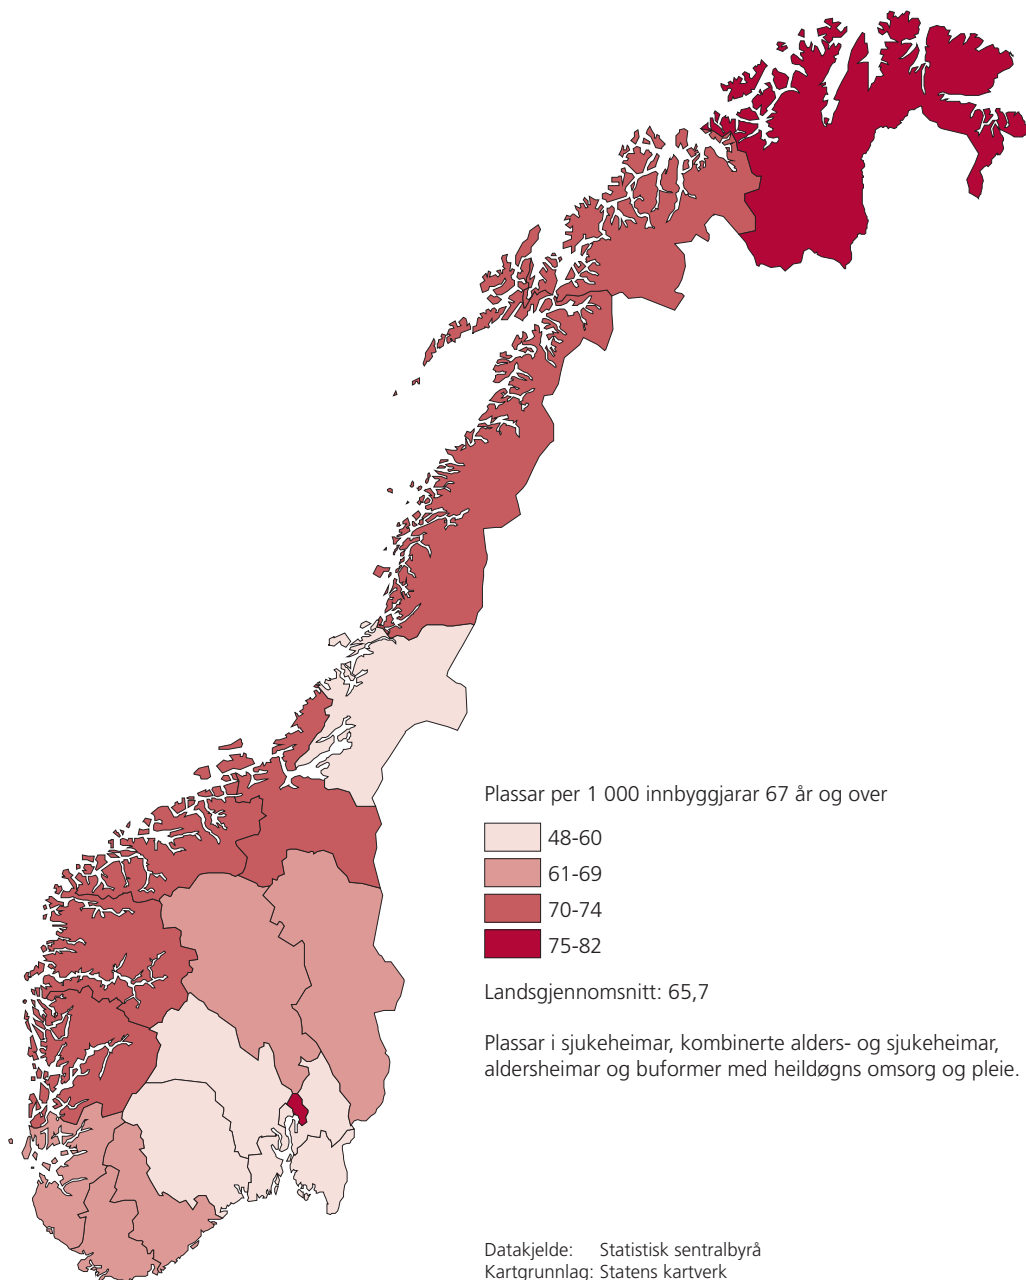 Plassar per 1 000 innbyggjarar 67 år og over
48-60
61-69
70-74
75-82
Landsgjennomsnitt: 65,7
Plassar i sjukeheimar, kombinerte alders- og sjukeheimar,
aldersheimar og buformer med heildøgns omsorg og pleie.
Datakjelde: Statistisk sentralbyrå
Kartgrunnlag: Statens kartverk